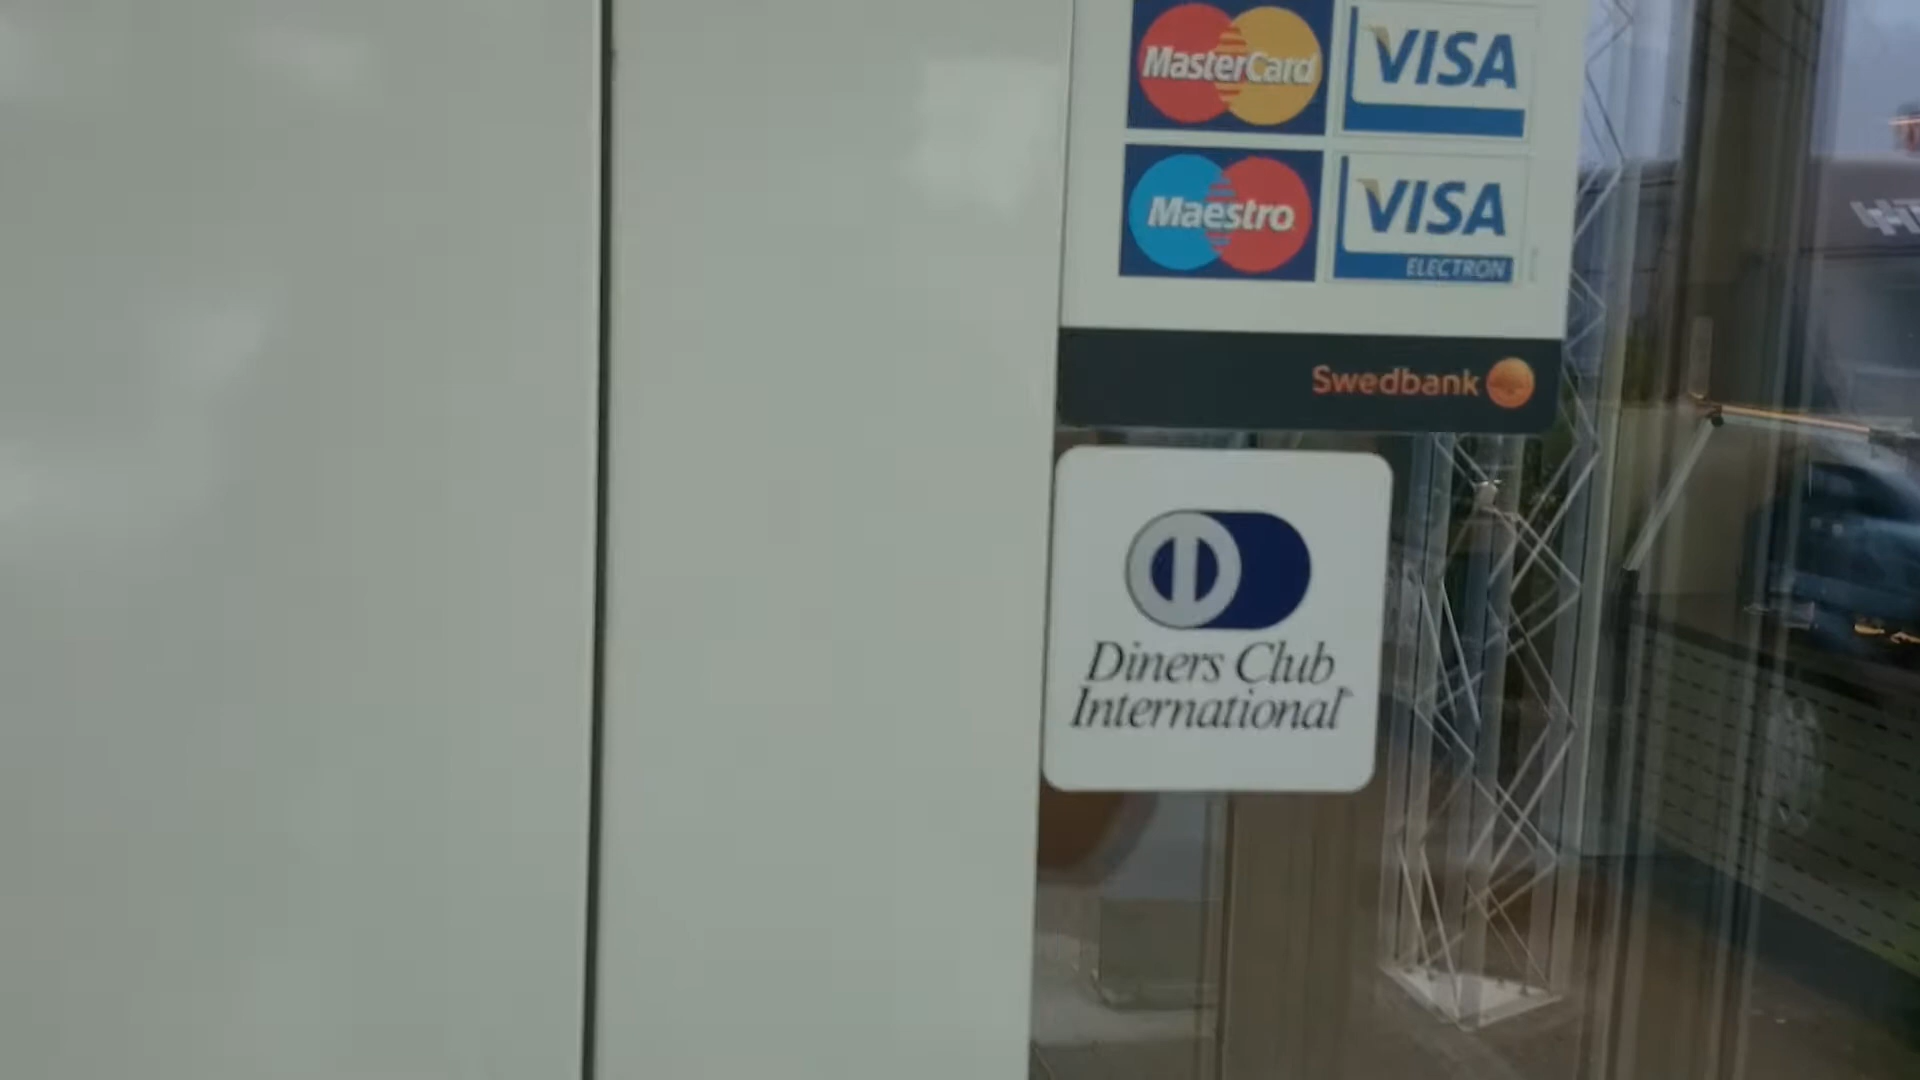 MasterCard VISA
Maestro VISA
ELECTRON
Swedbank
Diners Club
International